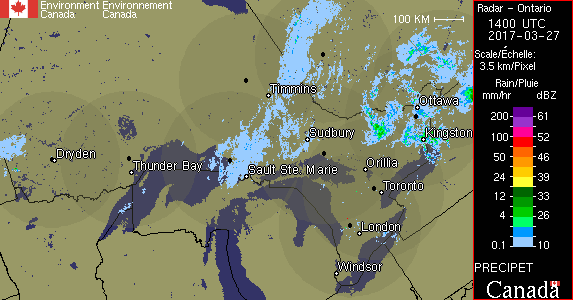 Environment Environnement
Canada Canada
100 KM
Timmins
Ottawa
Sudbury
Kingston
Dryden
Thunder Bay
Sault Ste. Marie
Orillia
Toronto
London
Windsor
Radar - Ontario
1400 UTC
2017-03-27
Scale/Échelle:
3.5 km/Pixel
Rain/Pluie
mm/hr dBZ
200 61
100 52
50 46
24 39
12 33
4 26
1 16
0.1 10
PRECIPET
Canada